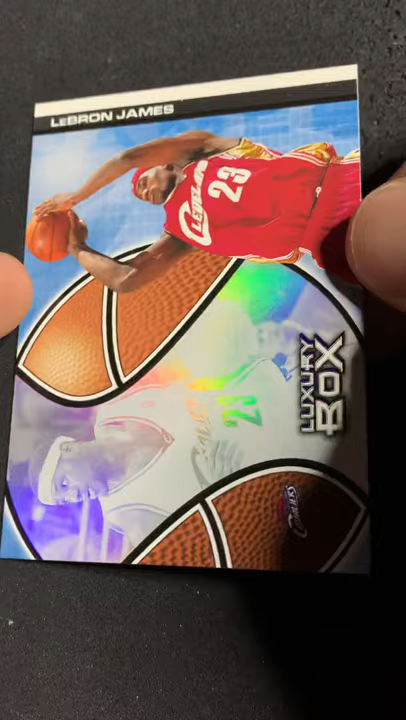 LEBRON JAMES
CLEVELAND
23
LUXURY
BOX
23
CAVALIERS